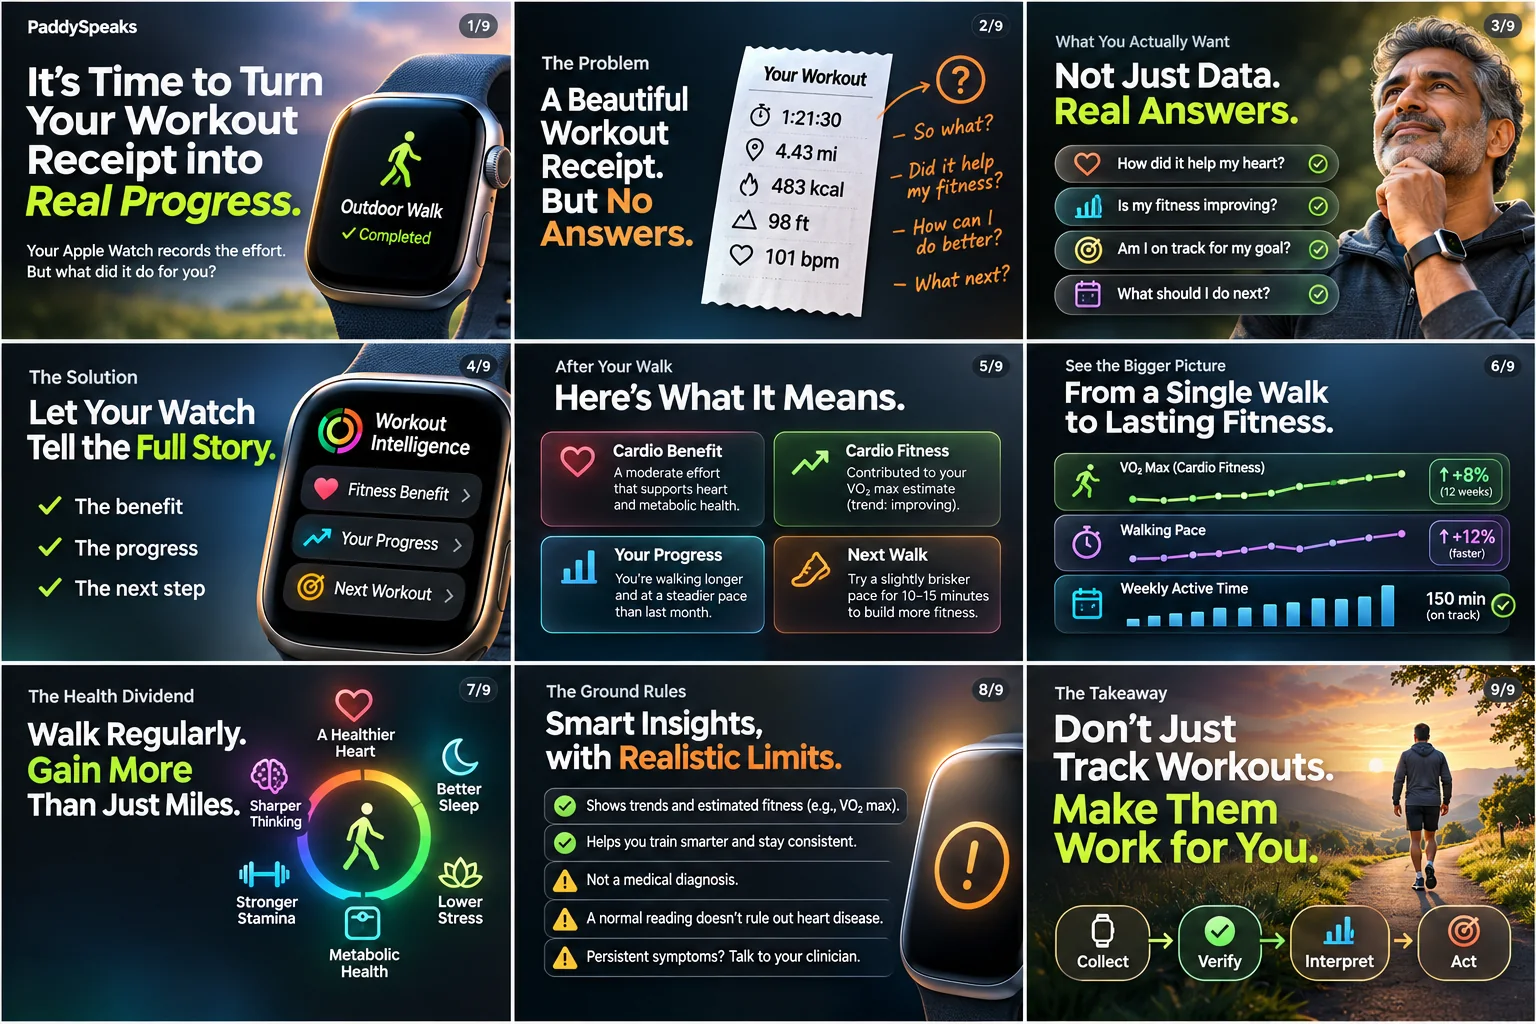 PaddySpeaks
1/9
It's Time to Turn
Your Workout
Receipt into
Real Progress.
Your Apple Watch records the effort.
But what did it do for you?
Outdoor Walk
✓ Completed
2/9
The Problem
A Beautiful
Workout
Receipt.
But No
Answers.
Your Workout
1:21:30
4.43 mi
483 kcal
98 ft
101 bpm
?
– So what?
– Did it help
my fitness?
– How can I
do better?
– What next?
3/9
What You Actually Want
Not Just Data.
Real Answers.
How did it help my heart?
Is my fitness improving?
Am I on track for my goal?
What should I do next?
4/9
The Solution
Let Your Watch
Tell the Full Story.
The benefit
The progress
The next step
Workout
Intelligence
Fitness Benefit
Your Progress
Next Workout
5/9
After Your Walk
Here's What It Means.
Cardio Benefit
A moderate effort
that supports heart
and metabolic health.
Cardio Fitness
Contributed to your
VO₂ max estimate
(trend: improving).
Your Progress
You're walking longer
and at a steadier pace
than last month.
Next Walk
Try a slightly brisker
pace for 10–15 minutes
to build more fitness.
6/9
See the Bigger Picture
From a Single Walk
to Lasting Fitness.
VO₂ Max (Cardio Fitness)
↑+8%
(12 weeks)
Walking Pace
↑+12%
(faster)
Weekly Active Time
150 min
(on track)
7/9
The Health Dividend
Walk Regularly.
Gain More
Than Just Miles.
A Healthier
Heart
Better
Sleep
Lower
Stress
Metabolic
Health
Stronger
Stamina
Sharper
Thinking
8/9
The Ground Rules
Smart Insights,
with Realistic Limits.
Shows trends and estimated fitness (e.g., VO₂ max).
Helps you train smarter and stay consistent.
Not a medical diagnosis.
A normal reading doesn't rule out heart disease.
Persistent symptoms? Talk to your clinician.
9/9
The Takeaway
Don't Just
Track Workouts.
Make Them
Work for You.
Collect
Verify
Interpret
Act